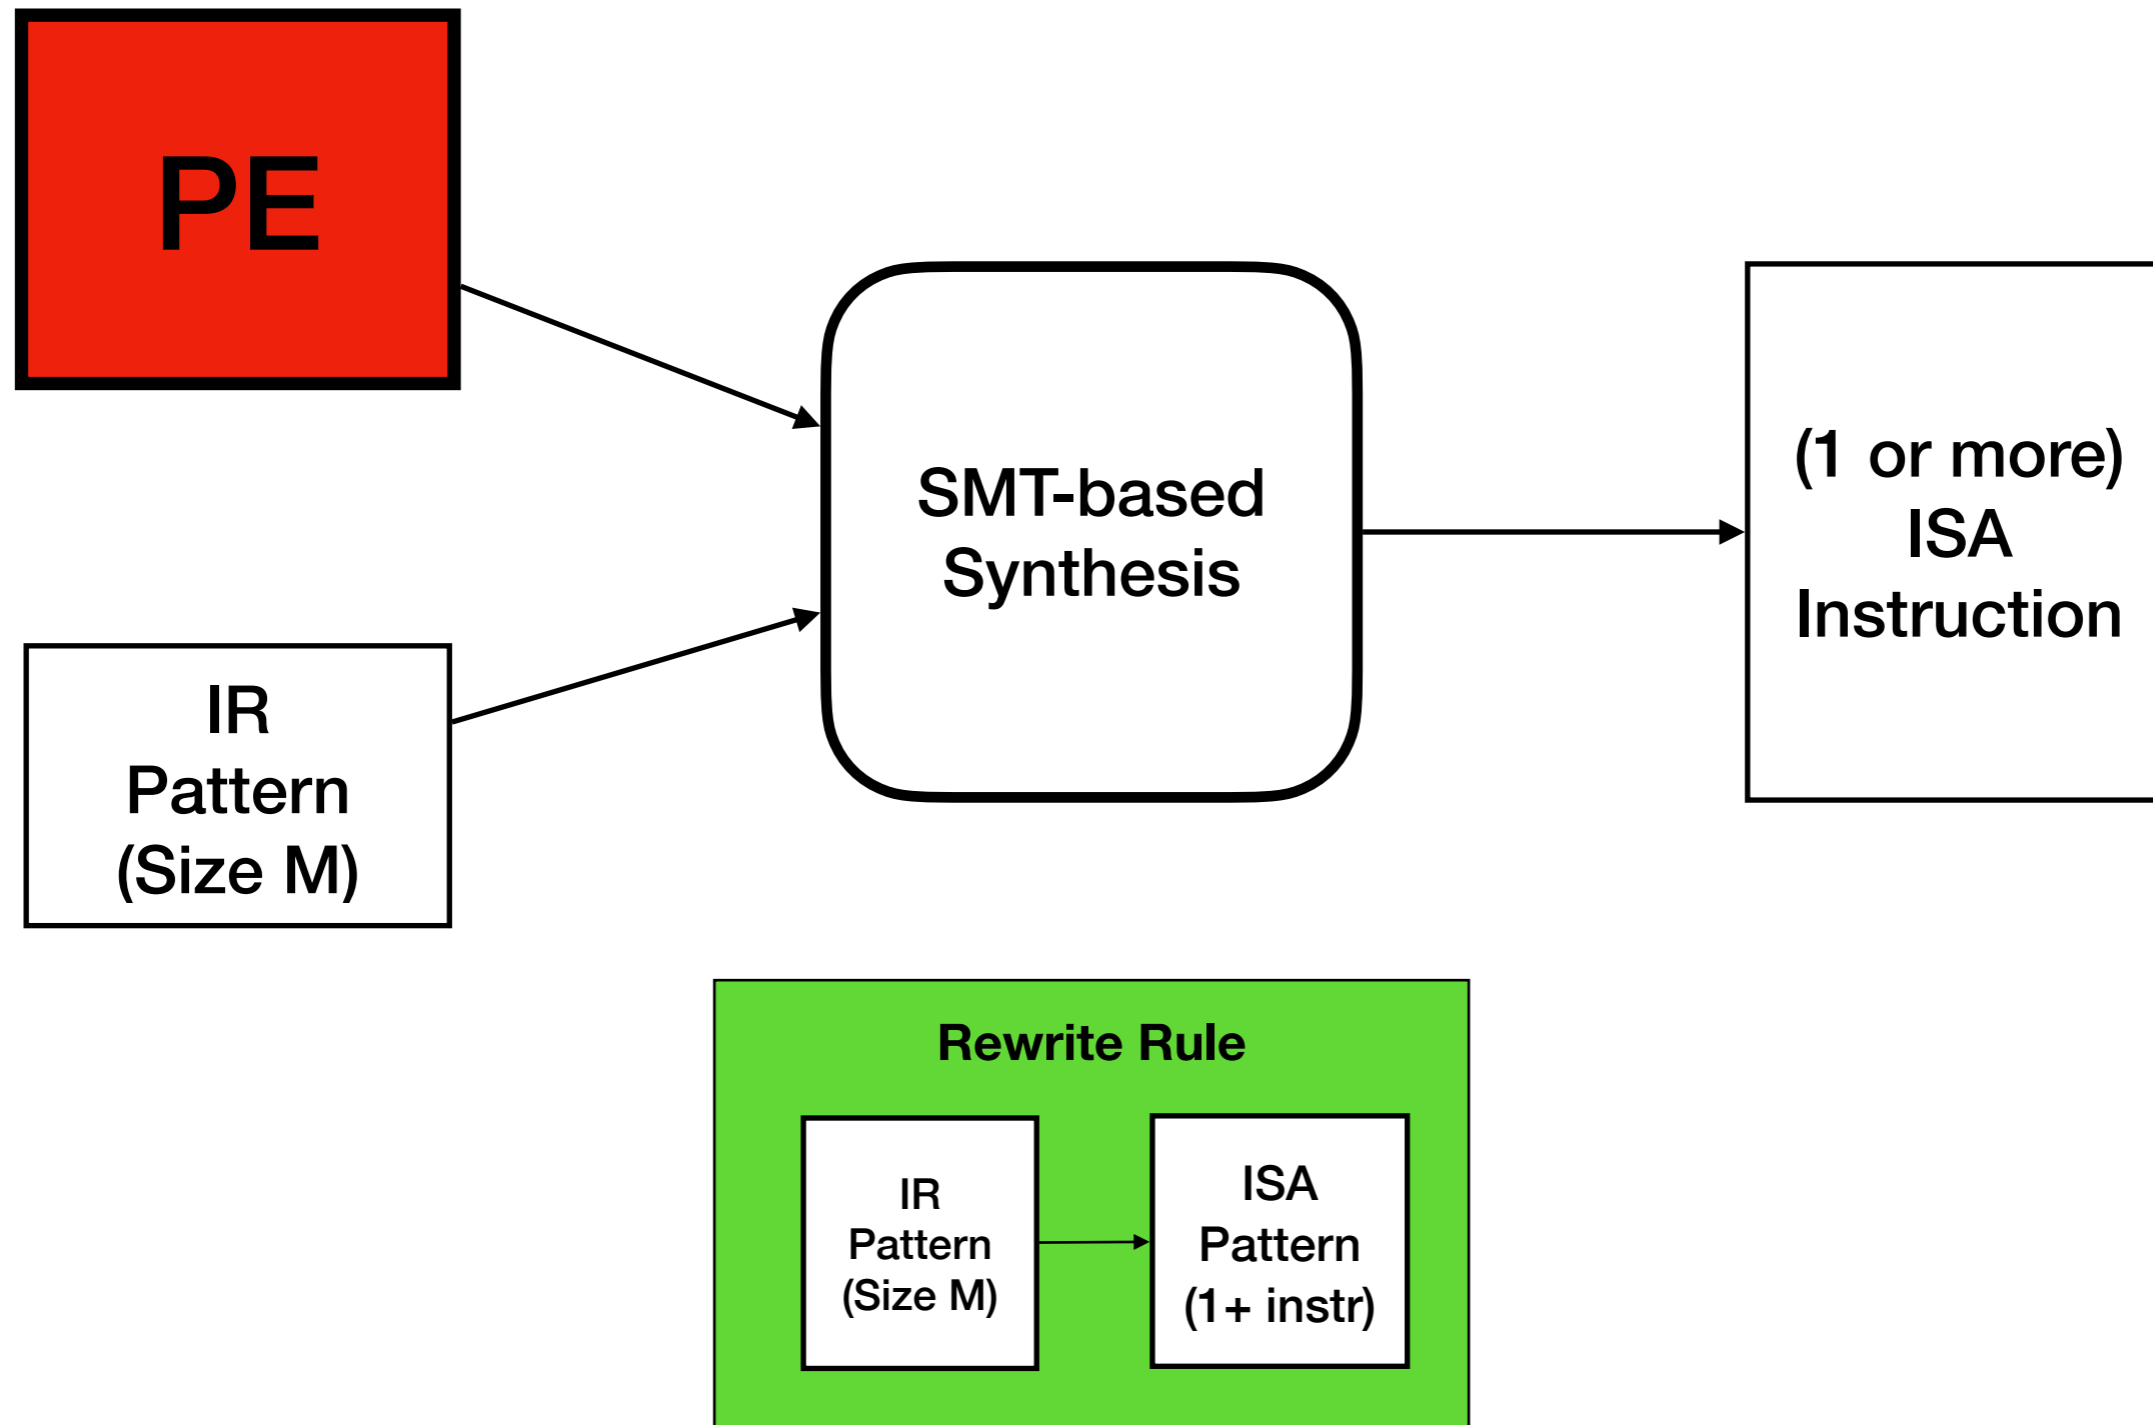 PE
IR
Pattern
(Size M)
SMT-based
Synthesis
(1 or more)
ISA
Instruction
Rewrite Rule
IR
Pattern
(Size M)
ISA
Pattern
(1+ instr)